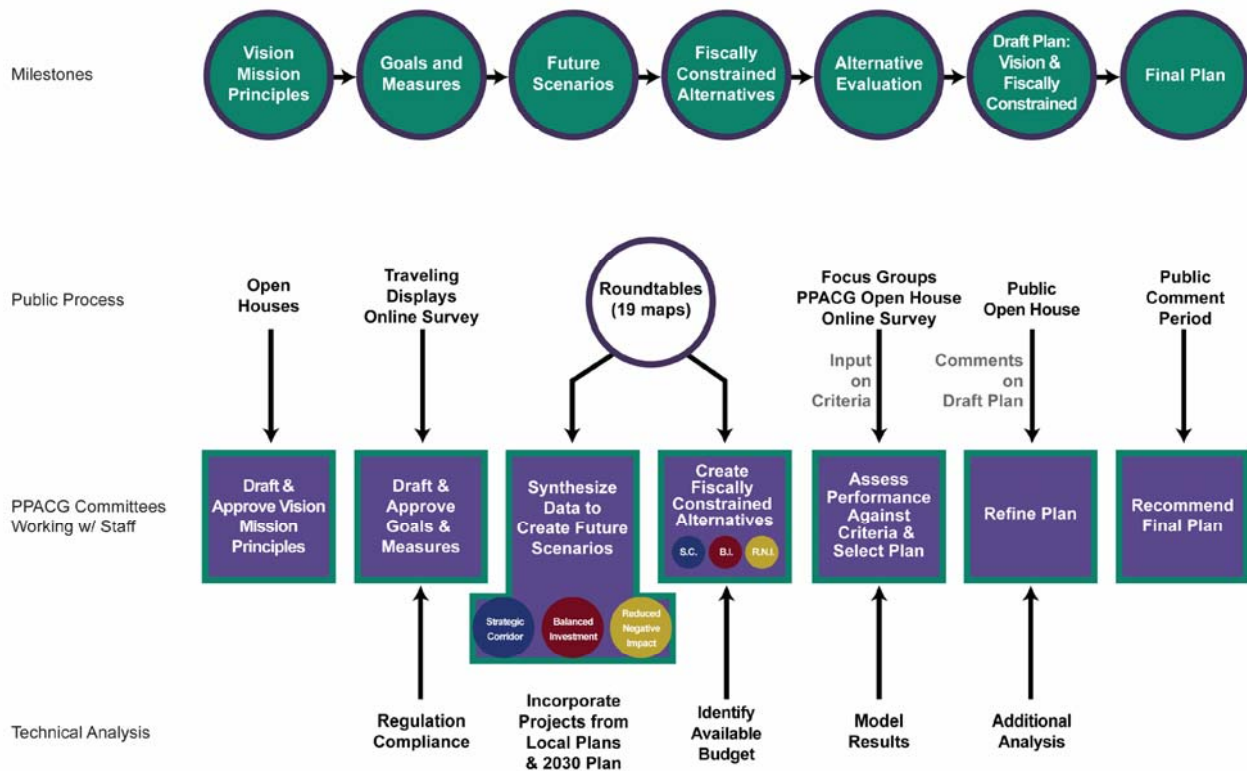 Milestones
Vision
Mission
Principles
Goals and
Measures
Future
Scenarios
Fiscally
Constrained
Alternatives
Alternative
Evaluation
Draft Plan:
Vision &
Fiscally
Constrained
Final Plan
Public Process
Open
Houses
Traveling
Displays
Online Survey
Roundtables
(19 maps)
Focus Groups
PPACG Open House
Online Survey
Input
on
Criteria
Public
Open House
Comments
on
Draft Plan
Public
Comment
Period
PPACG Committees
Working w/ Staff
Draft &
Approve Vision
Mission
Principles
Draft &
Approve
Goals &
Measures
Synthesize
Data to
Create Future
Scenarios
Strategic
Corridor
Balanced
Investment
Reduced
Negative
Impact
Create
Fiscally
Constrained
Alternatives
S.C.
B.I.
R.N.I.
Assess
Performance
Against
Criteria &
Select Plan
Refine Plan
Recommend
Final Plan
Technical Analysis
Regulation
Compliance
Incorporate
Projects from
Local Plans
& 2030 Plan
Identify
Available
Budget
Model
Results
Additional
Analysis